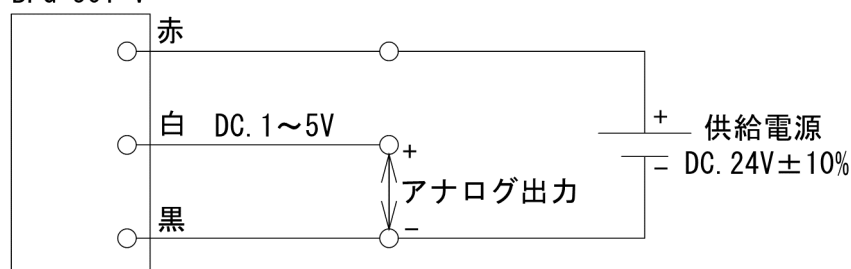 赤
白 DC.1～5V
+
アナログ出力
-
黒
+
供給電源
- DC.24V±10%